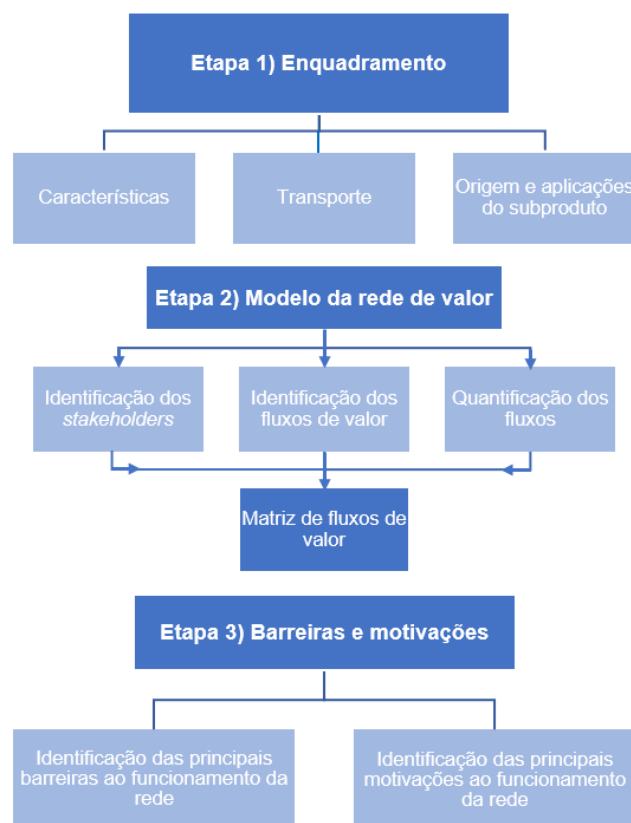 Etapa 1) Enquadramento
Características
Transporte
Origem e aplicações
do subproduto
Etapa 2) Modelo da rede de valor
Identificação dos
stakeholders
Identificação dos
fluxos de valor
Quantificação dos
fluxos
Matriz de fluxos de
valor
Etapa 3) Barreiras e motivações
Identificação das principais
barreiras ao funcionamento da
rede
Identificação das principais
motivações ao funcionamento
da rede